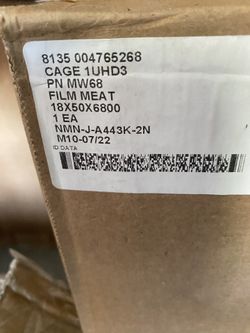 8135 004765268
CAGE 1UHD3
PN MW68
FILM MEAT
18X50X6800
1 EA
NMN-J-A443K-2N
M10-07/22
ID DATA